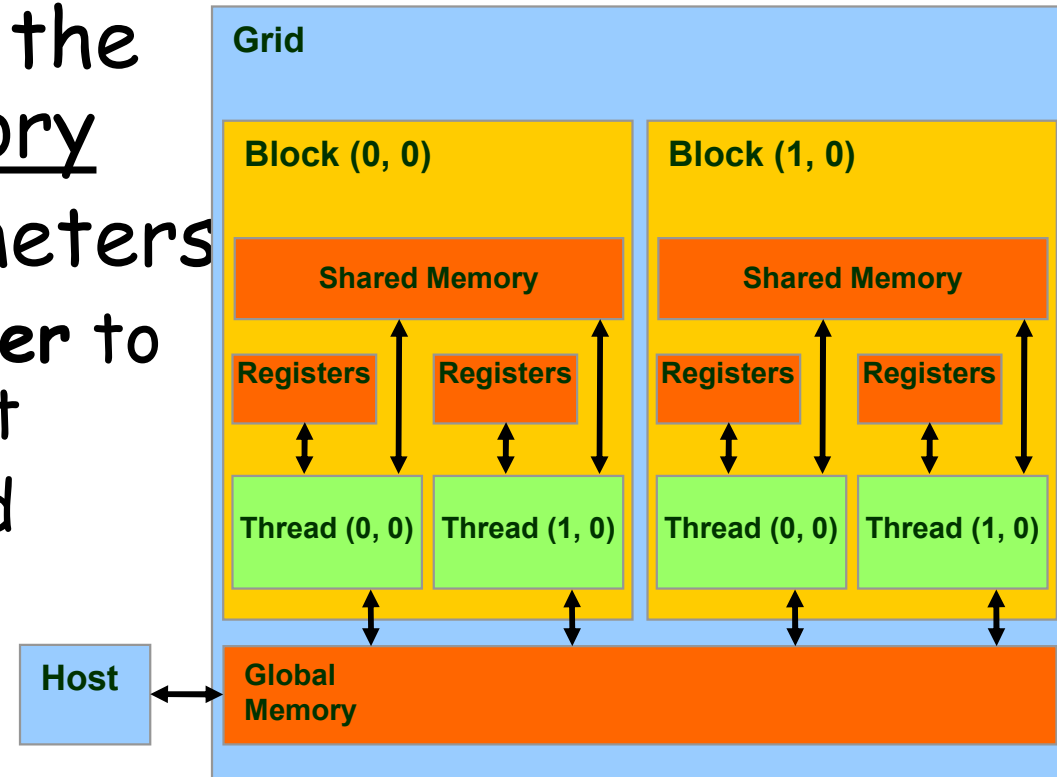 the
ory
meters
er to
t
d
Grid
Block (0, 0)
Block (1, 0)
Shared Memory
Shared Memory
Registers
Registers
Registers
Registers
Thread (0, 0)
Thread (1, 0)
Thread (0, 0)
Thread (1, 0)
Host
Global
Memory